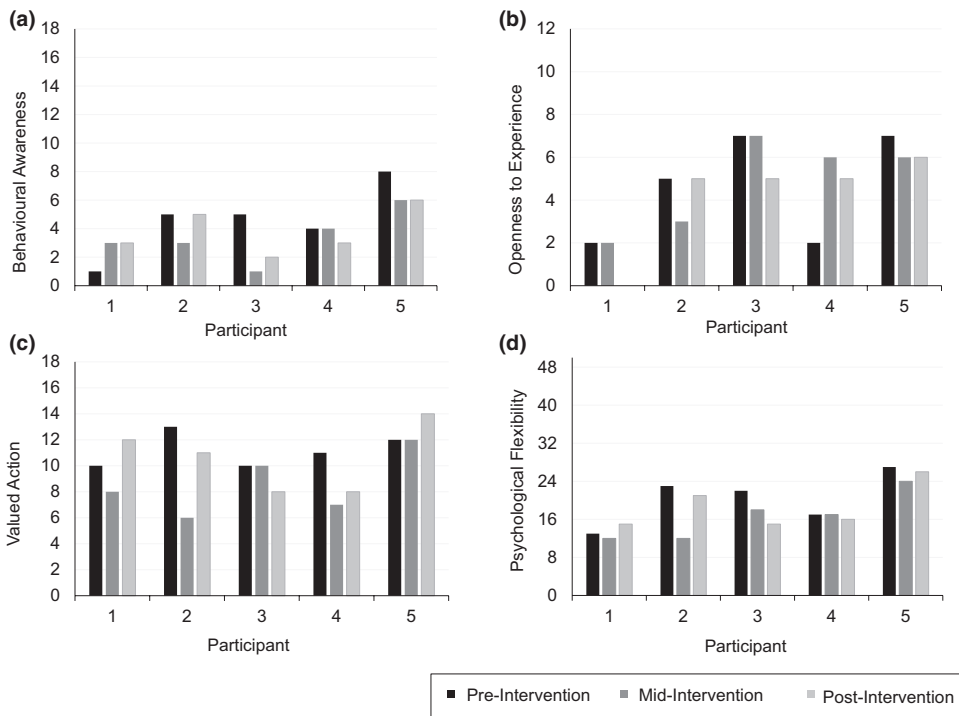 (a)
18
16
14
12
10
8
6
4
2
0
Behavioural Awareness
1 2 3 4 5
Participant
(b)
12
10
8
6
4
2
0
Openness to Experience
1 2 3 4 5
Participant
(c)
18
16
14
12
10
8
6
4
2
0
Valued Action
1 2 3 4 5
Participant
(d)
48
40
32
24
16
8
0
Psychological Flexibility
1 2 3 4 5
Participant
Pre-Intervention Mid-Intervention Post-Intervention